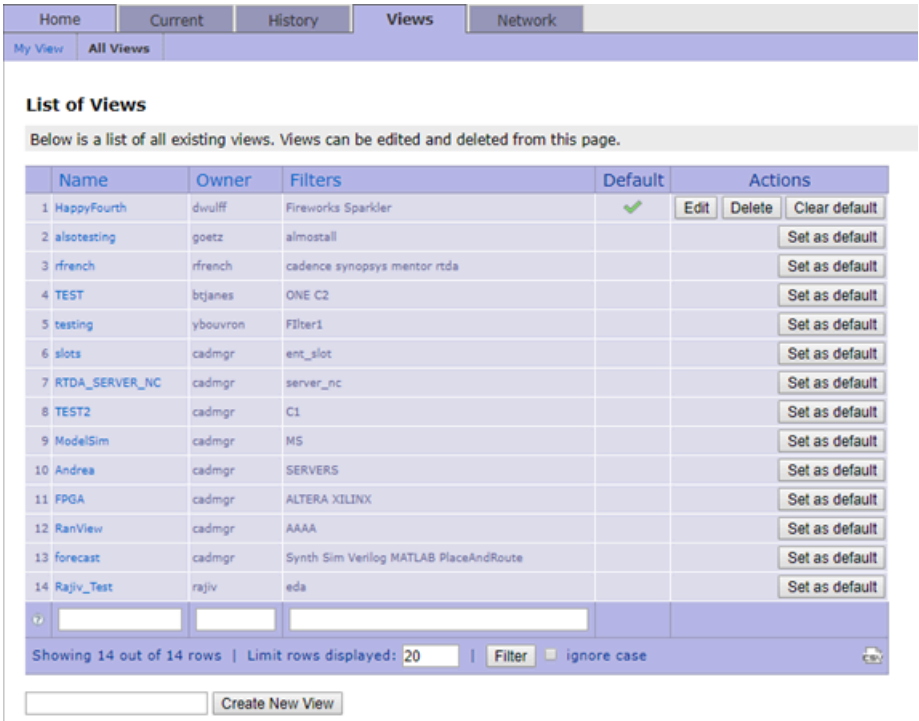 Home Current History Views Network
My View All Views
List of Views
Below is a list of all existing views. Views can be edited and deleted from this page.
Name Owner Filters Default Actions
1 HappyFourth dwulff Fireworks Sparkler Edit Delete Clear default
2 alsotesting goetz almostall Set as default
3 rfrench rfrench cadence synopsys mentor rtda Set as default
4 TEST btjanes ONE C2 Set as default
5 testing ybouvron FIlter1 Set as default
6 slots cadmgr ent_slot Set as default
7 RTDA_SERVER_NC cadmgr server_nc Set as default
8 TEST2 cadmgr C1 Set as default
9 ModelSim cadmgr MS Set as default
10 Andrea cadmgr SERVERS Set as default
11 FPGA cadmgr ALTERA XILINX Set as default
12 RanView cadmgr AAAA Set as default
13 forecast cadmgr Synth Sim Verilog MATLAB PlaceAndRoute Set as default
14 Rajiv_Test rajiv eda Set as default
?
Showing 14 out of 14 rows | Limit rows displayed: 20 | Filter ignore case CSV
Create New View